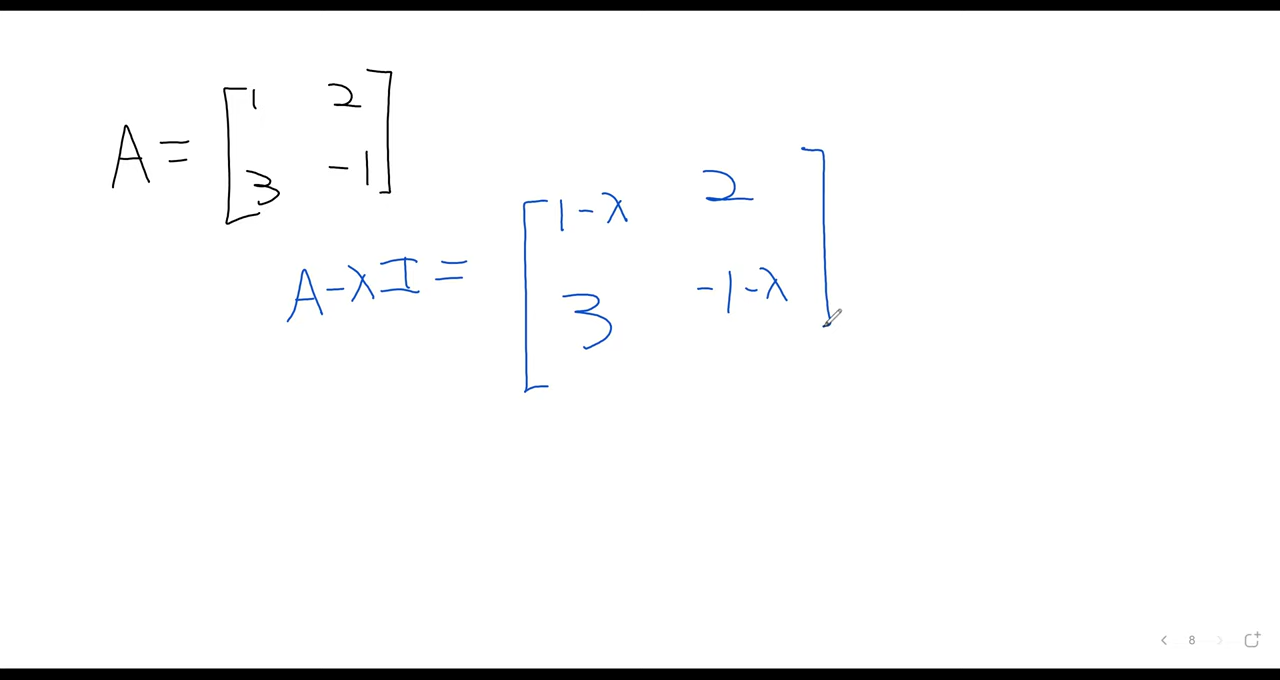 A = [ 1 2
3 -1 ]
A-λI = [ 1-λ 2
3 -1-λ ]
8